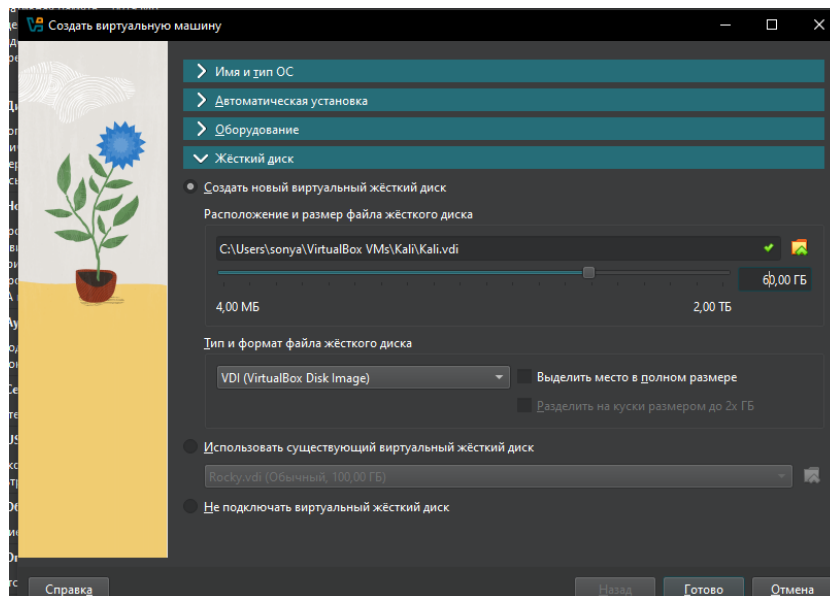 Создать виртуальную машину
Имя и тип ОС
Автоматическая установка
Оборудование
Жёсткий диск
Создать новый виртуальный жёсткий диск
Расположение и размер файла жёсткого диска
C:\Users\sonya\VirtualBox VMs\Kali\Kali.vdi
60,00 ГБ
4,00 МБ
2,00 ТБ
Тип и формат файла жёсткого диска
VDI (VirtualBox Disk Image)
Выделить место в полном размере
Разделить на куски размером до 2х ГБ
Использовать существующий виртуальный жёсткий диск
Rocky.vdi (Обычный, 100,00 ГБ)
Не подключать виртуальный жёсткий диск
Справка
Назад
Готово
Отмена